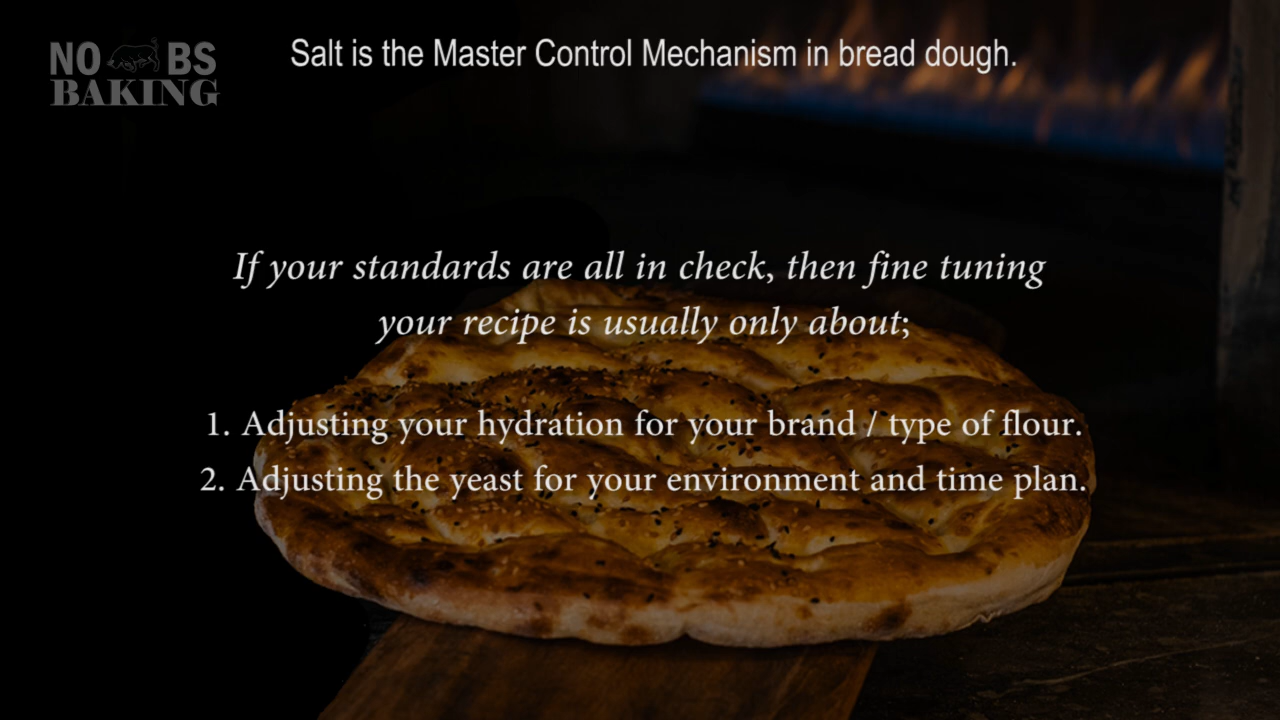 NO BS
BAKING
Salt is the Master Control Mechanism in bread dough.
If your standards are all in check, then fine tuning
your recipe is usually only about;
1. Adjusting your hydration for your brand / type of flour.
2. Adjusting the yeast for your environment and time plan.